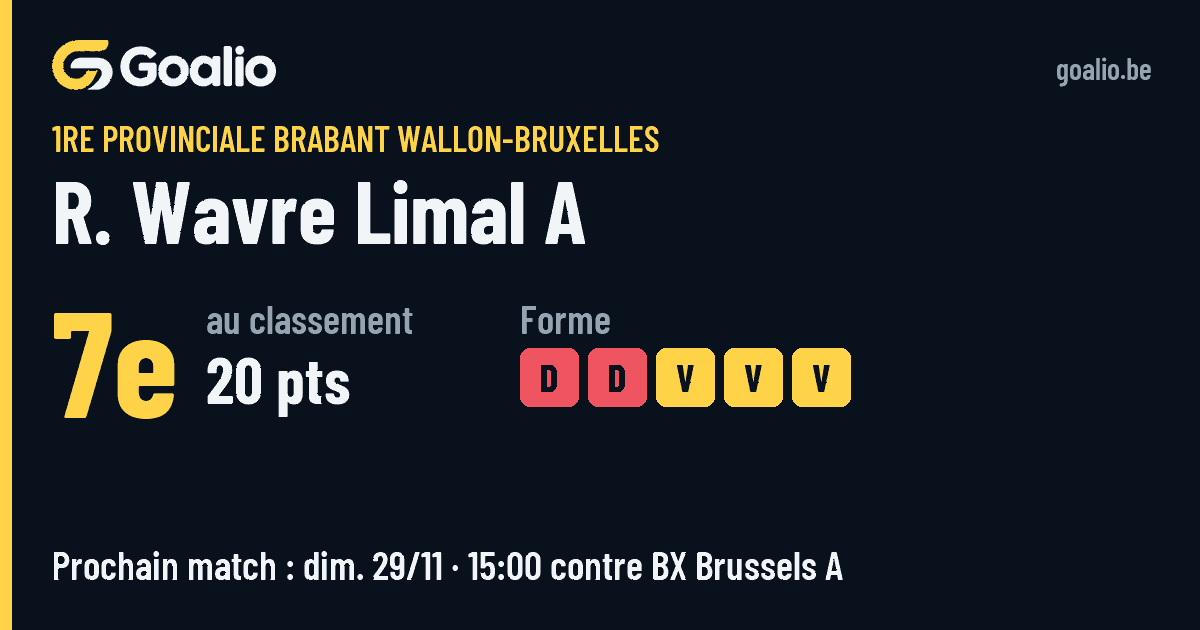 Goalio
goalio.be
1RE PROVINCIALE BRABANT WALLON-BRUXELLES
R. Wavre Limal A
7e
au classement
20 pts
Forme
D D V V V
Prochain match : dim. 29/11 · 15:00 contre BX Brussels A